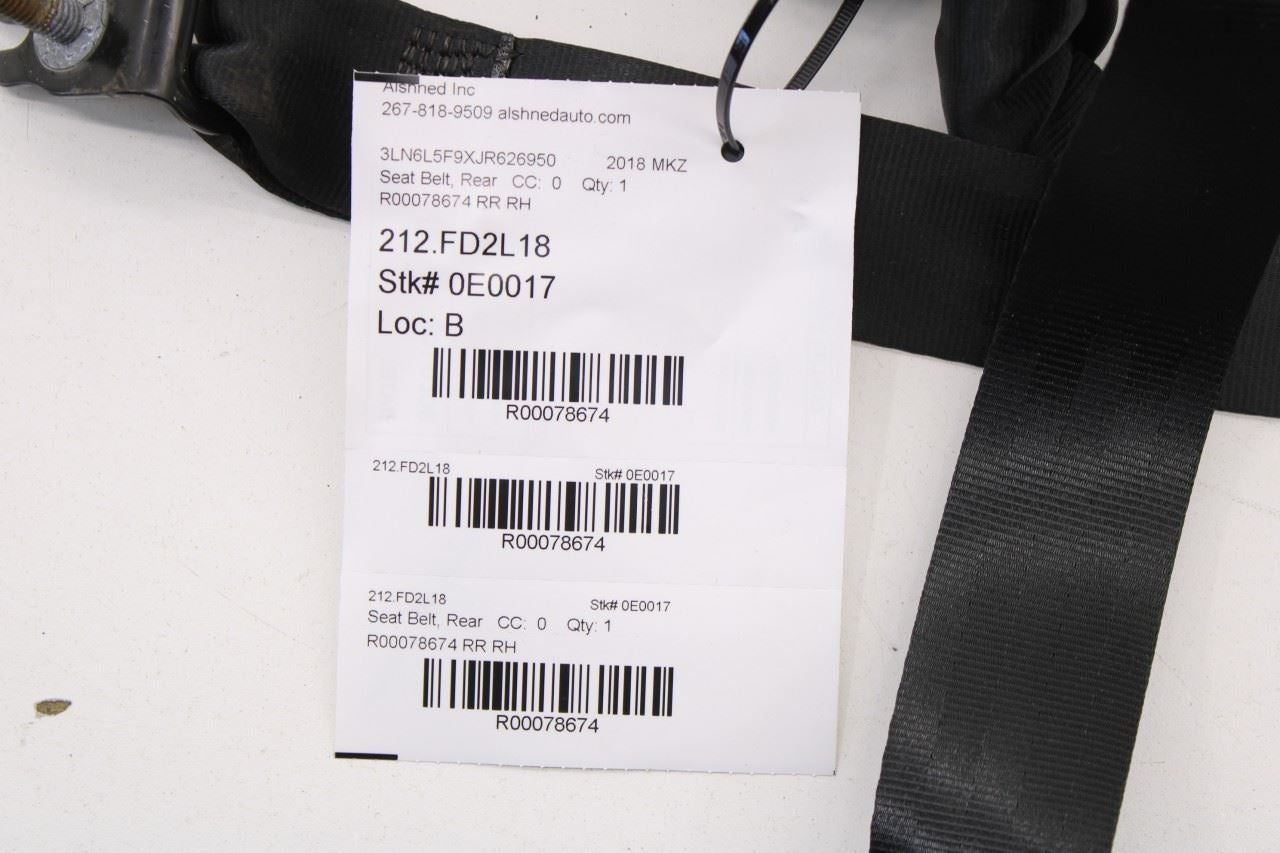 Alshned Inc
267-818-9509 alshnedauto.com
3LN6L5F9XJR626950 2018 MKZ
Seat Belt, Rear CC: 0 Qty: 1
R00078674 RR RH
212.FD2L18
Stk# 0E0017
Loc: B
R00078674
212.FD2L18 Stk# 0E0017
R00078674
212.FD2L18 Stk# 0E0017
Seat Belt, Rear CC: 0 Qty: 1
R00078674 RR RH
R00078674